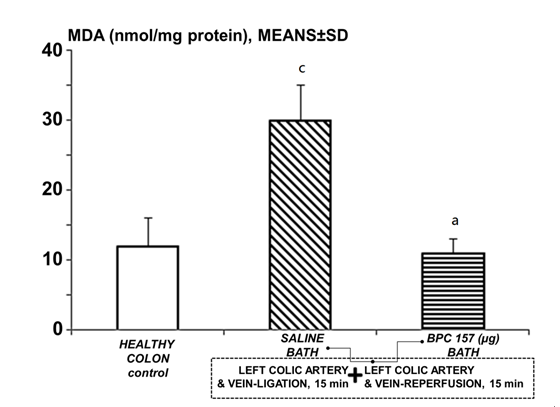 MDA (nmol/mg protein), MEANS±SD
40
30
20
10
0
c
a
HEALTHY
COLON
control
SALINE
BATH
BPC 157 (µg)
BATH
LEFT COLIC ARTERY
& VEIN-LIGATION, 15 min
+
LEFT COLIC ARTERY
& VEIN-REPERFUSION, 15 min